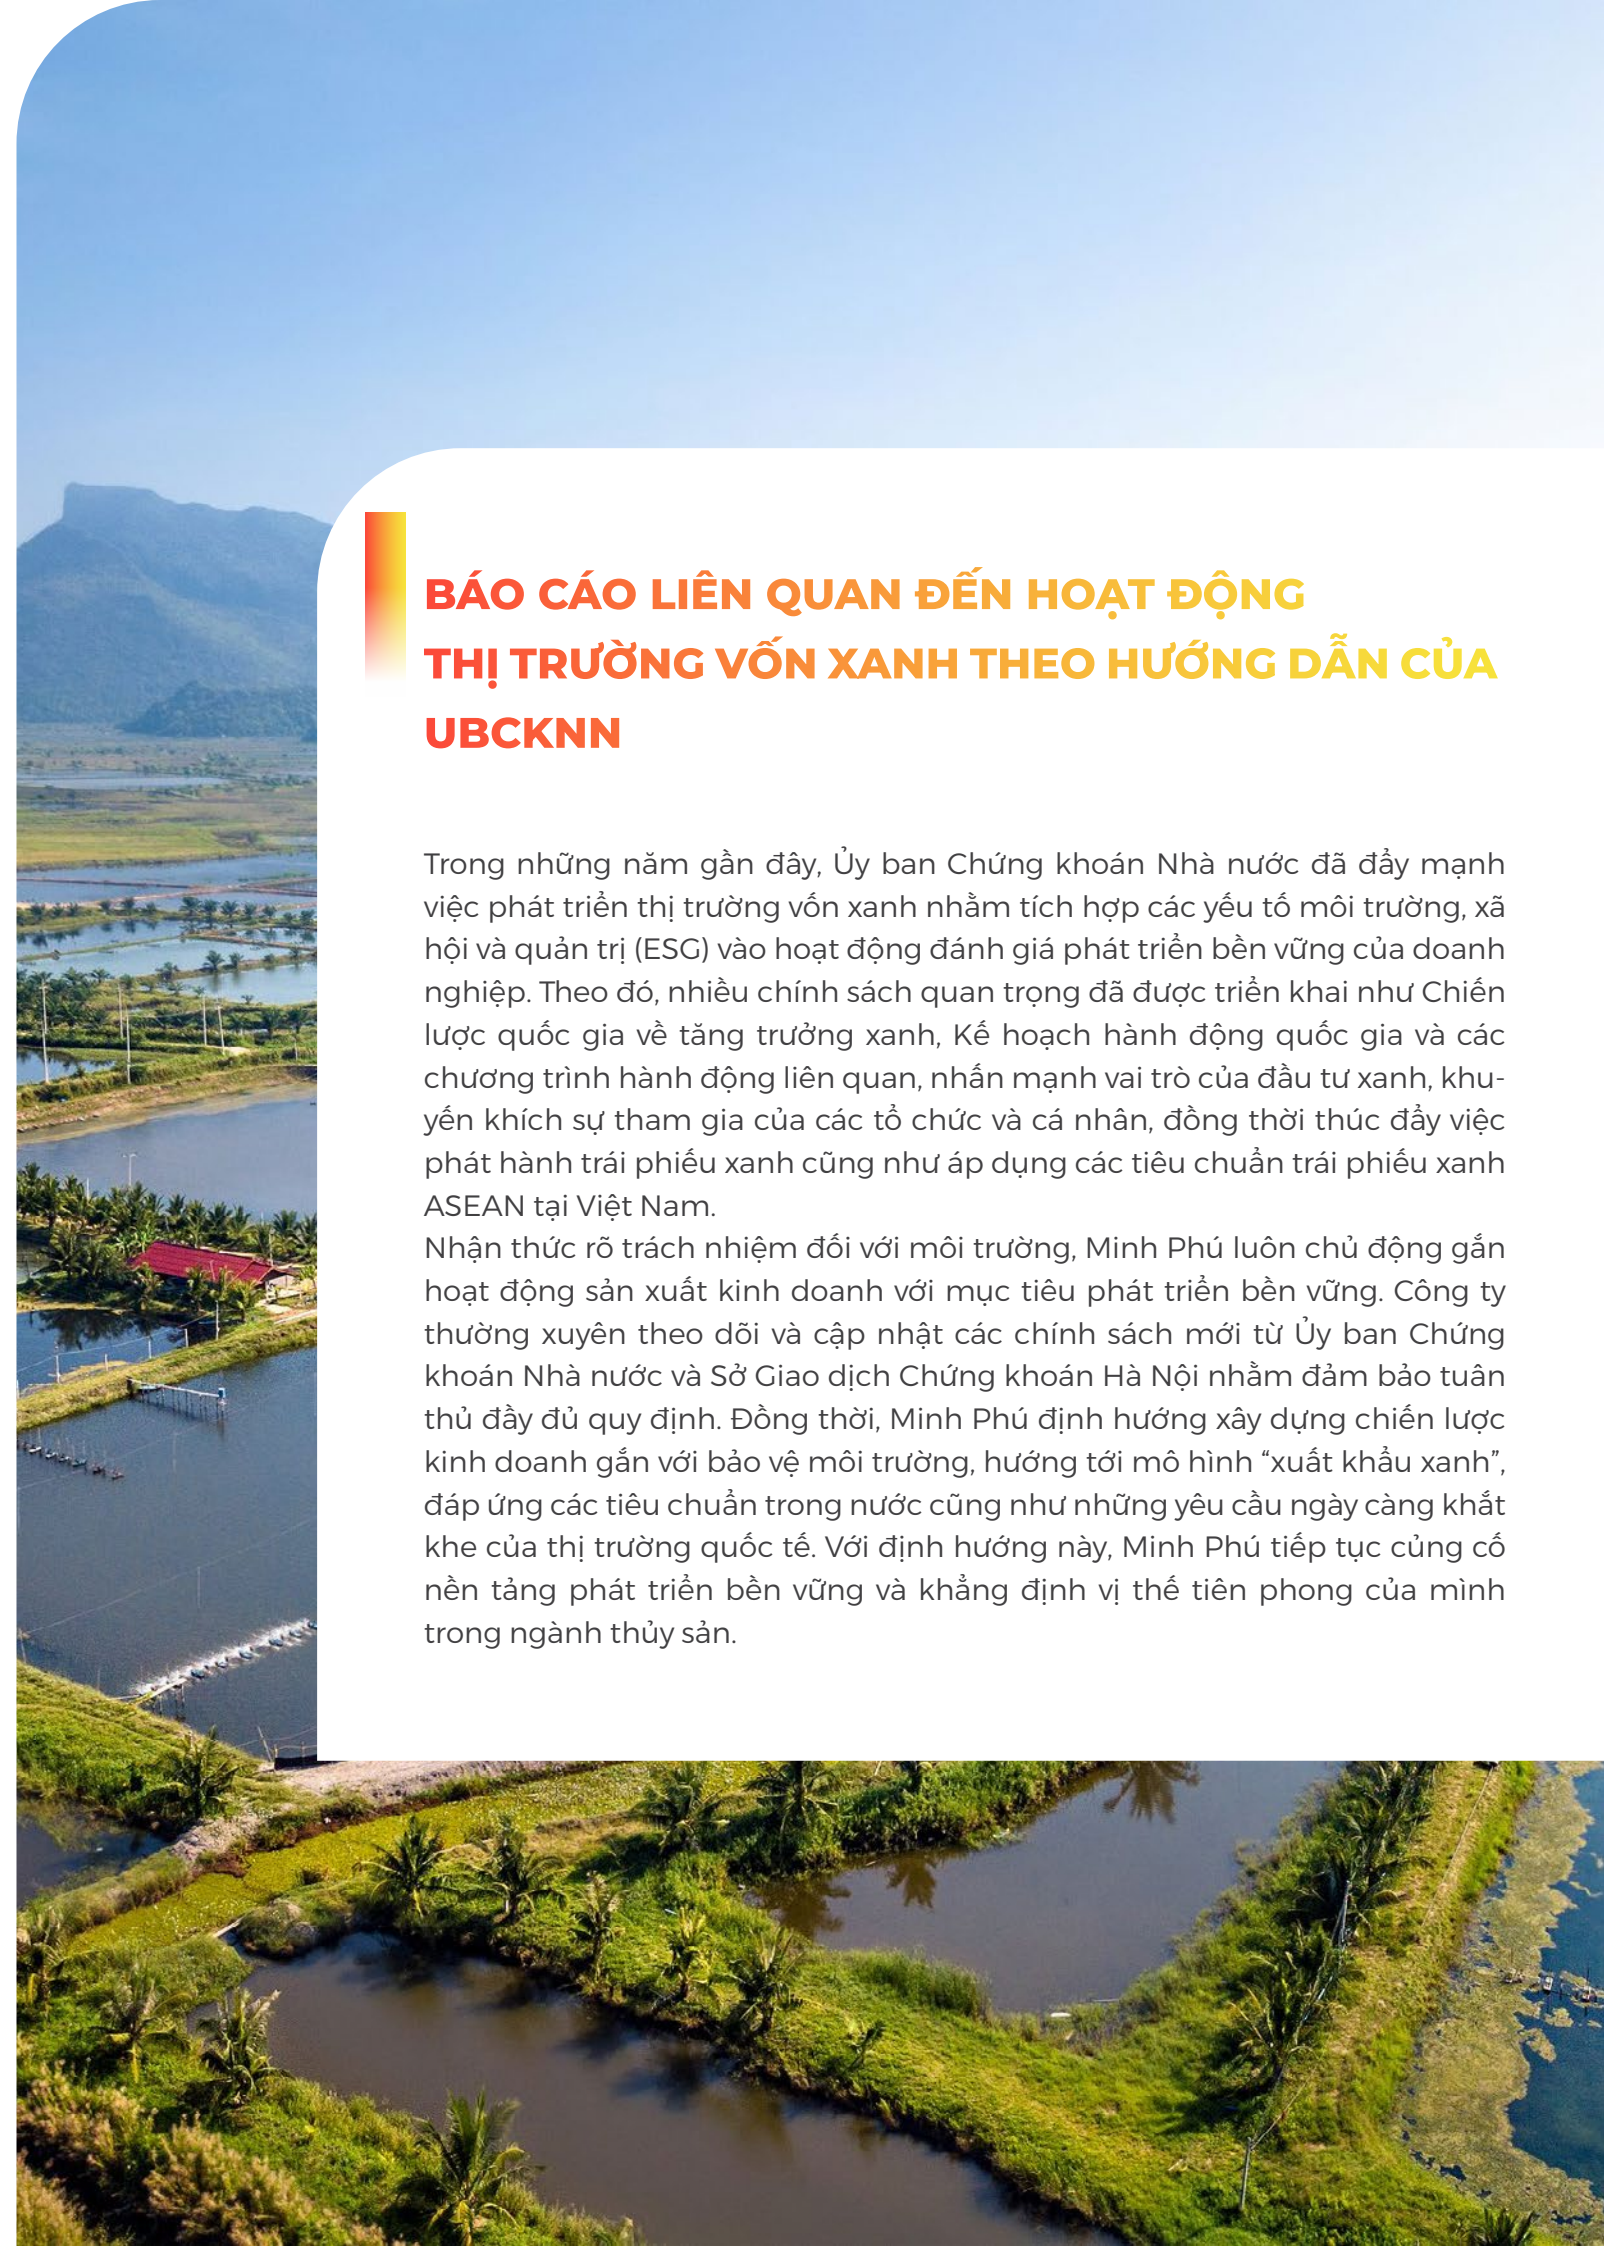 BÁO CÁO LIÊN QUAN ĐẾN HOẠT ĐỘNG
THỊ TRƯỜNG VỐN XANH THEO HƯỚNG DẪN CỦA
UBCKNN
Trong những năm gần đây, Ủy ban Chứng khoán Nhà nước đã đẩy mạnh
việc phát triển thị trường vốn xanh nhằm tích hợp các yếu tố môi trường, xã
hội và quản trị (ESG) vào hoạt động đánh giá phát triển bền vững của doanh
nghiệp. Theo đó, nhiều chính sách quan trọng đã được triển khai như Chiến
lược quốc gia về tăng trưởng xanh, Kế hoạch hành động quốc gia và các
chương trình hành động liên quan, nhấn mạnh vai trò của đầu tư xanh, khu-
yến khích sự tham gia của các tổ chức và cá nhân, đồng thời thúc đẩy việc
phát hành trái phiếu xanh cũng như áp dụng các tiêu chuẩn trái phiếu xanh
ASEAN tại Việt Nam.
Nhận thức rõ trách nhiệm đối với môi trường, Minh Phú luôn chủ động gắn
hoạt động sản xuất kinh doanh với mục tiêu phát triển bền vững. Công ty
thường xuyên theo dõi và cập nhật các chính sách mới từ Ủy ban Chứng
khoán Nhà nước và Sở Giao dịch Chứng khoán Hà Nội nhằm đảm bảo tuân
thủ đầy đủ quy định. Đồng thời, Minh Phú định hướng xây dựng chiến lược
kinh doanh gắn với bảo vệ môi trường, hướng tới mô hình “xuất khẩu xanh”,
đáp ứng các tiêu chuẩn trong nước cũng như những yêu cầu ngày càng khắt
khe của thị trường quốc tế. Với định hướng này, Minh Phú tiếp tục củng cố
nền tảng phát triển bền vững và khẳng định vị thế tiên phong của mình
trong ngành thủy sản.